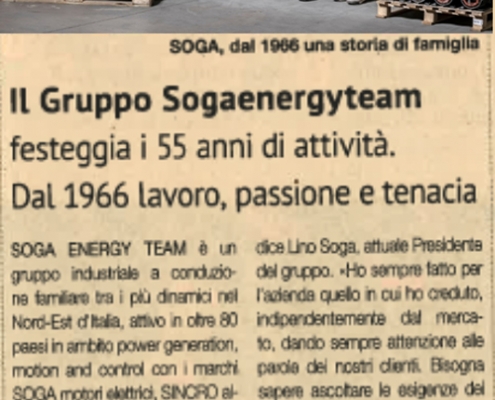 SOGA, dal 1966 una storia di famiglia
Il Gruppo Sogaenergyteam
festeggia i 55 anni di attività.
Dal 1966 lavoro, passione e tenacia
SOGA ENERGY TEAM è un
gruppo industriale a conduzio-
ne familiare tra i più dinamici nel
Nord-Est d'Italia, attivo in oltre 80
paesi in ambito power generation,
motion and control con i marchi
SOGA motori elettrici, SINCRO al-
dice Lino Soga, attuale Presidente
del gruppo. «Ho sempre fatto per
l'azienda quello in cui ho creduto,
indipendentemente dal merca-
to, dando sempre attenzione alle
parole dei nostri clienti. Bisogna
sapere ascoltare le esigenze del